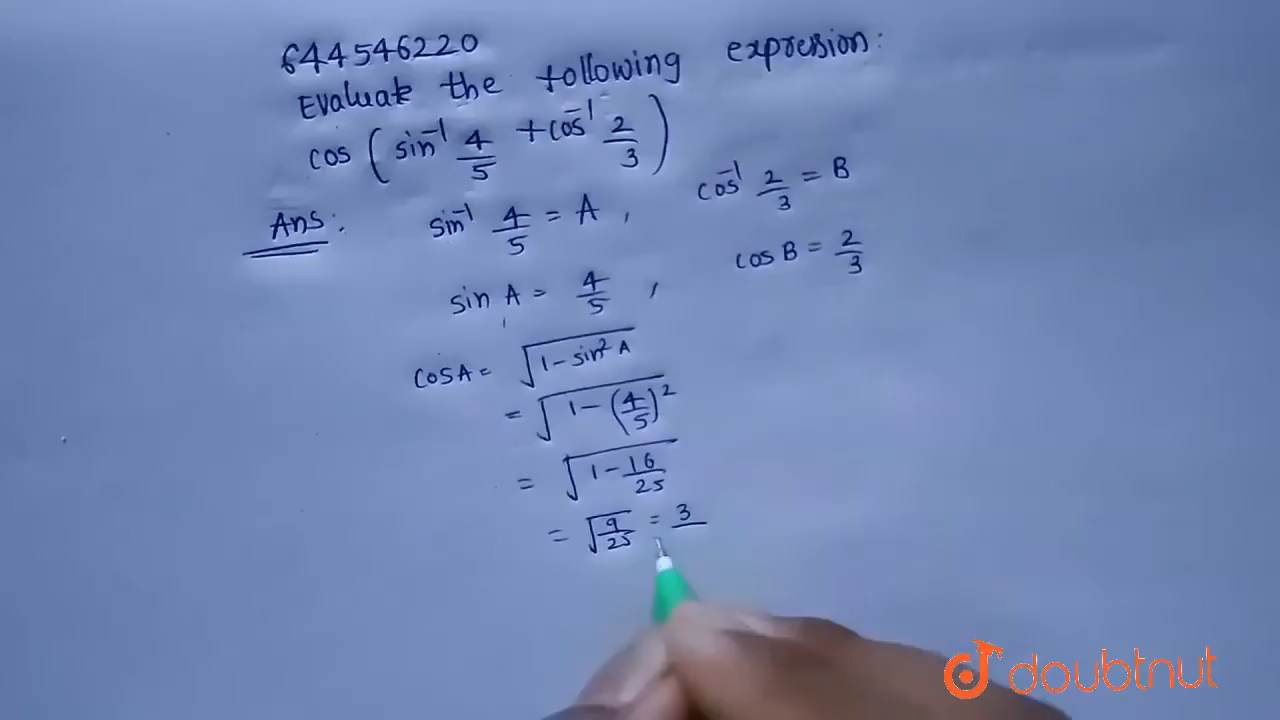 644546220
Evaluate the following expression:
cos (sin⁻¹ 4/5 + cos⁻¹ 2/3)
Ans: sin⁻¹ 4/5 = A , cos⁻¹ 2/3 = B
sin A = 4/5 , cos B = 2/3
cos A = √(1 - sin² A)
= √(1 - (4/5)²)
= √(1 - 16/25)
= √(9/25) = 3
doubtnut